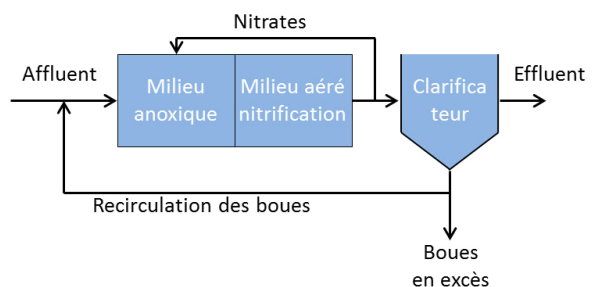 Nitrates
Affluent
Milieu
anoxique
Milieu aéré
nitrification
Clarifica
teur
Effluent
Recirculation des boues
Boues
en excès